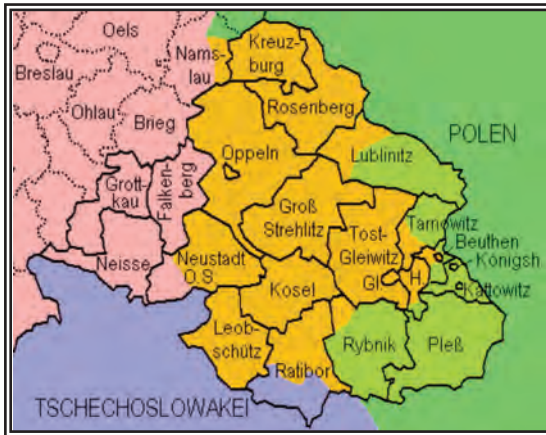 Oels
Nams-
lau
Kreuz-
burg
Breslau
Ohlau
Brieg
Rosenberg
POLEN
Oppeln
Lublinitz
Grott-
kau
Falken-
berg
Groß
Strehlitz
Tost-
Gleiwitz
Gl.
H.
Tarnowitz
Beuthen
Königsh.
Kattowitz
Neisse
Neustadt
O.S.
Kosel
Leob-
schütz
Ratibor
Rybnik
Pleß
TSCHECHOSLOWAKEI